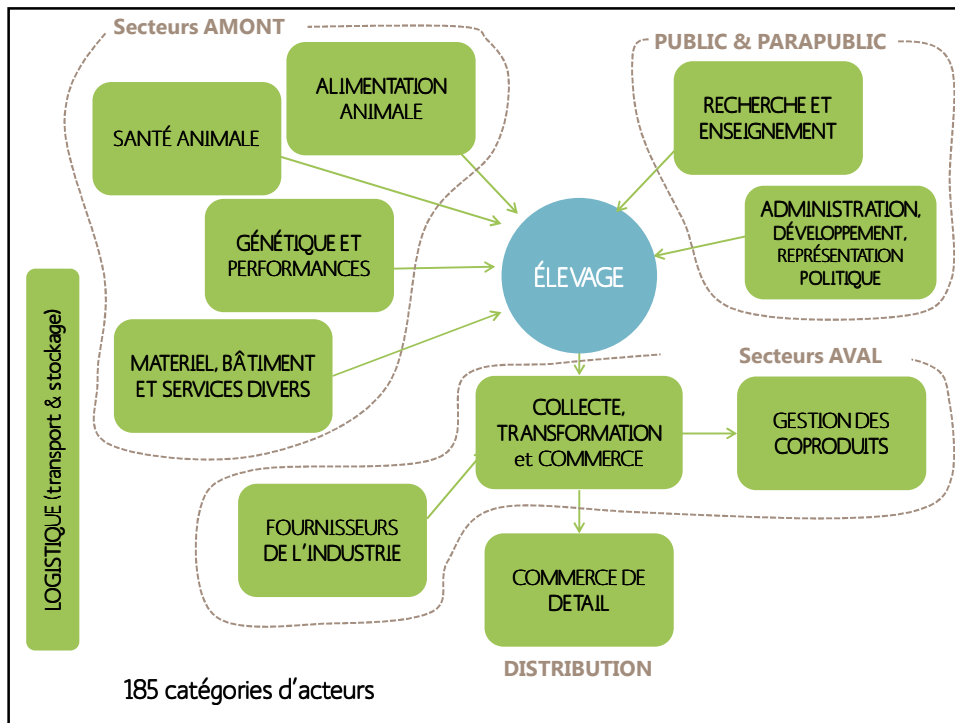 Secteurs AMONT
ALIMENTATION
ANIMALE
SANTÉ ANIMALE
GÉNÉTIQUE ET
PERFORMANCES
MATERIEL, BÂTIMENT
ET SERVICES DIVERS
PUBLIC & PARAPUBLIC
RECHERCHE ET
ENSEIGNEMENT
ADMINISTRATION,
DÉVELOPPEMENT,
REPRÉSENTATION
POLITIQUE
ÉLEVAGE
LOGISTIQUE (transport & stockage)
Secteurs AVAL
COLLECTE,
TRANSFORMATION
et COMMERCE
GESTION DES
COPRODUITS
FOURNISSEURS
DE L'INDUSTRIE
COMMERCE DE
DETAIL
DISTRIBUTION
185 catégories d'acteurs